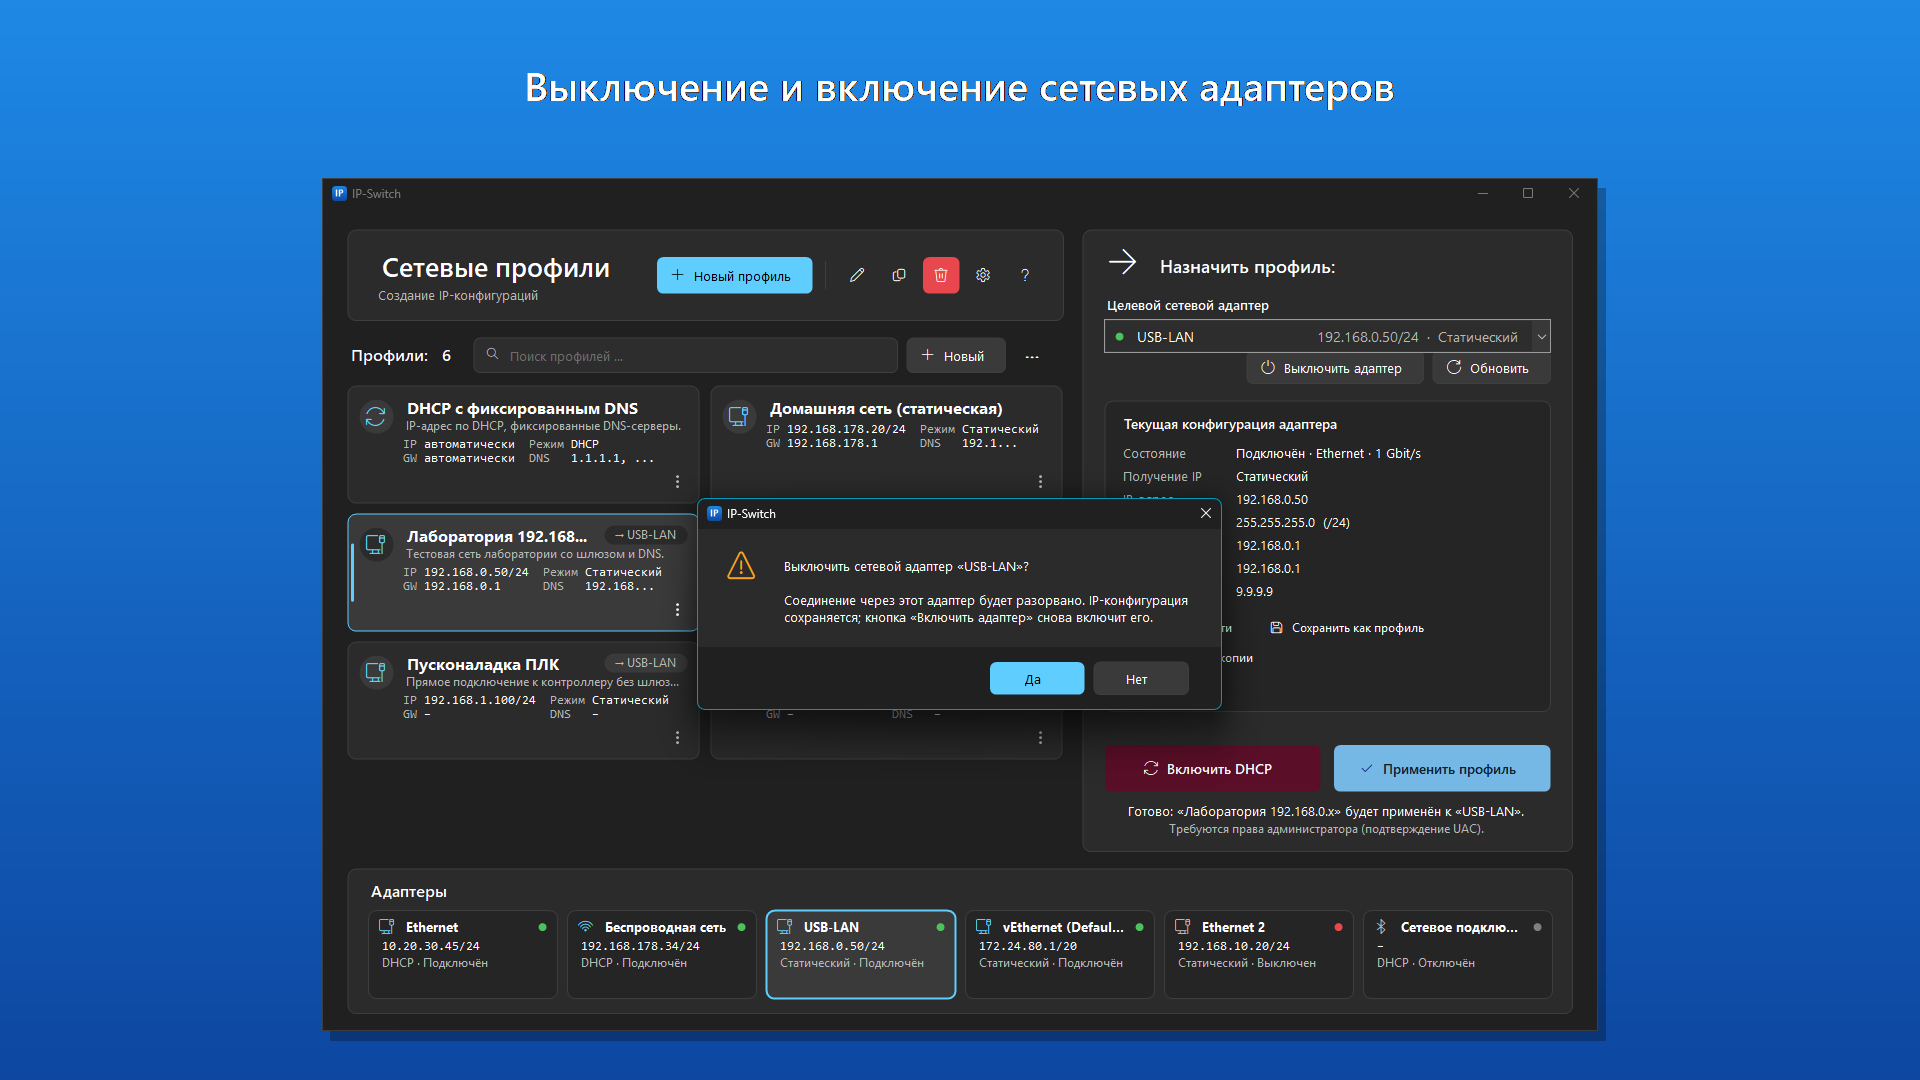 Выключение и включение сетевых адаптеров
IP IP-Switch
Сетевые профили
Создание IP-конфигураций
Новый профиль
?
Профили: 6
Поиск профилей ...
Новый
...
DHCP с фиксированным DNS
IP-адрес по DHCP, фиксированные DNS-серверы.
IP автоматически Режим DHCP
GW автоматически DNS 1.1.1.1, ...
Домашняя сеть (статическая)
IP 192.168.178.20/24 Режим Статический
GW 192.168.178.1 DNS 192.1...
Лаборатория 192.168... → USB-LAN
Тестовая сеть лаборатории со шлюзом и DNS.
IP 192.168.0.50/24 Режим Статический
GW 192.168.0.1 DNS 192.168...
Пусконаладка ПЛК → USB-LAN
Прямое подключение к контроллеру без шлюз...
IP 192.168.1.100/24 Режим Статический
GW – DNS –
GW – DNS –
Назначить профиль:
Целевой сетевой адаптер
USB-LAN 192.168.0.50/24 · Статический
Выключить адаптер
Обновить
Текущая конфигурация адаптера
Состояние Подключён · Ethernet · 1 Gbit/s
Получение IP Статический
192.168.0.50
255.255.255.0 (/24)
192.168.0.1
192.168.0.1
9.9.9.9
Сохранить как профиль
Включить DHCP
Применить профиль
Готово: «Лаборатория 192.168.0.x» будет применён к «USB-LAN».
Требуются права администратора (подтверждение UAC).
IP IP-Switch
Выключить сетевой адаптер «USB-LAN»?
Соединение через этот адаптер будет разорвано. IP-конфигурация
сохраняется; кнопка «Включить адаптер» снова включит его.
Да
Нет
Адаптеры
Ethernet
10.20.30.45/24
DHCP · Подключён
Беспроводная сеть
192.168.178.34/24
DHCP · Подключён
USB-LAN
192.168.0.50/24
Статический · Подключён
vEthernet (Defaul...
172.24.80.1/20
Статический · Подключён
Ethernet 2
192.168.10.20/24
Статический · Выключен
Сетевое подклю...
–
DHCP · Отключён